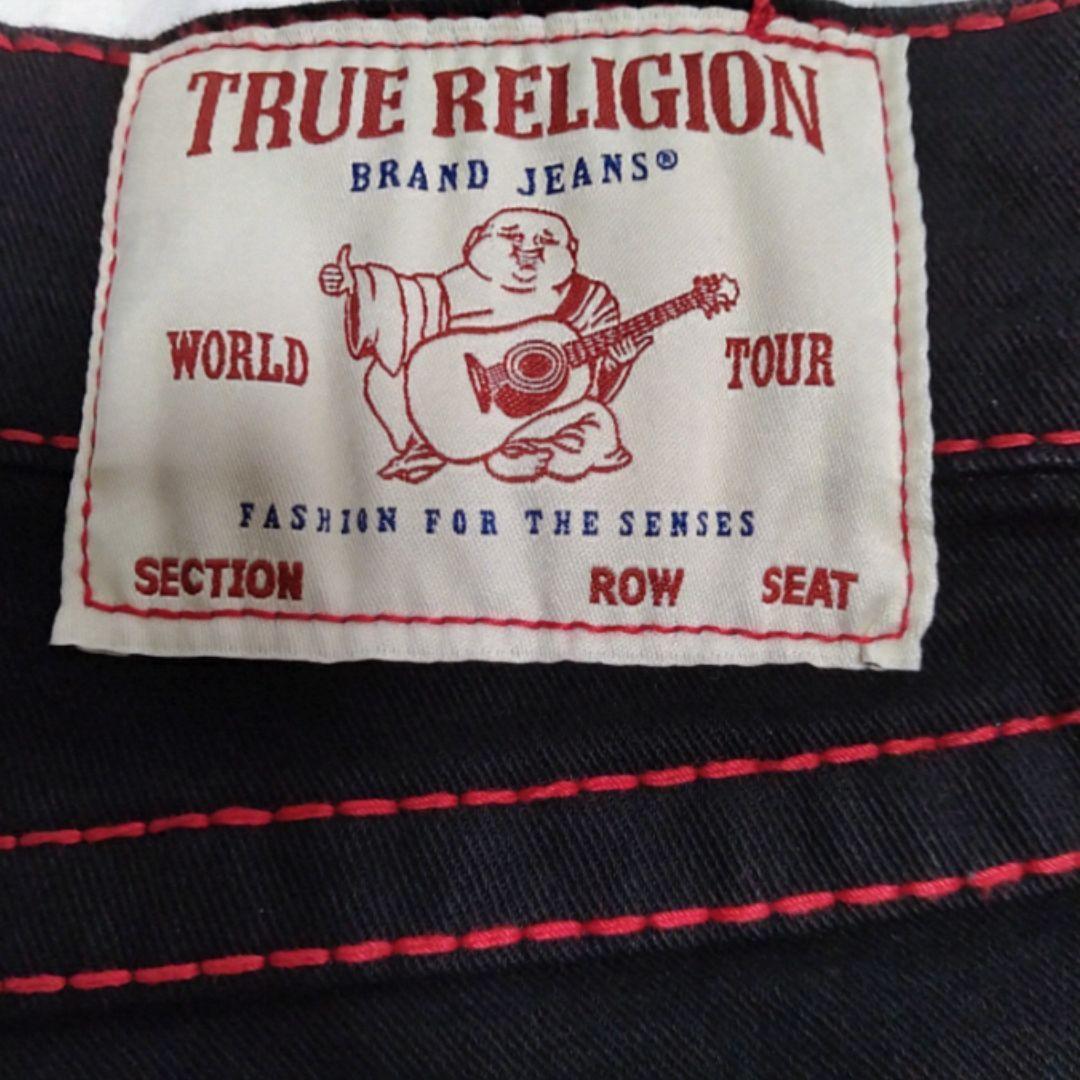 TRUE RELIGION
BRAND JEANS®
WORLD TOUR
FASHION FOR THE SENSES
SECTION ROW SEAT